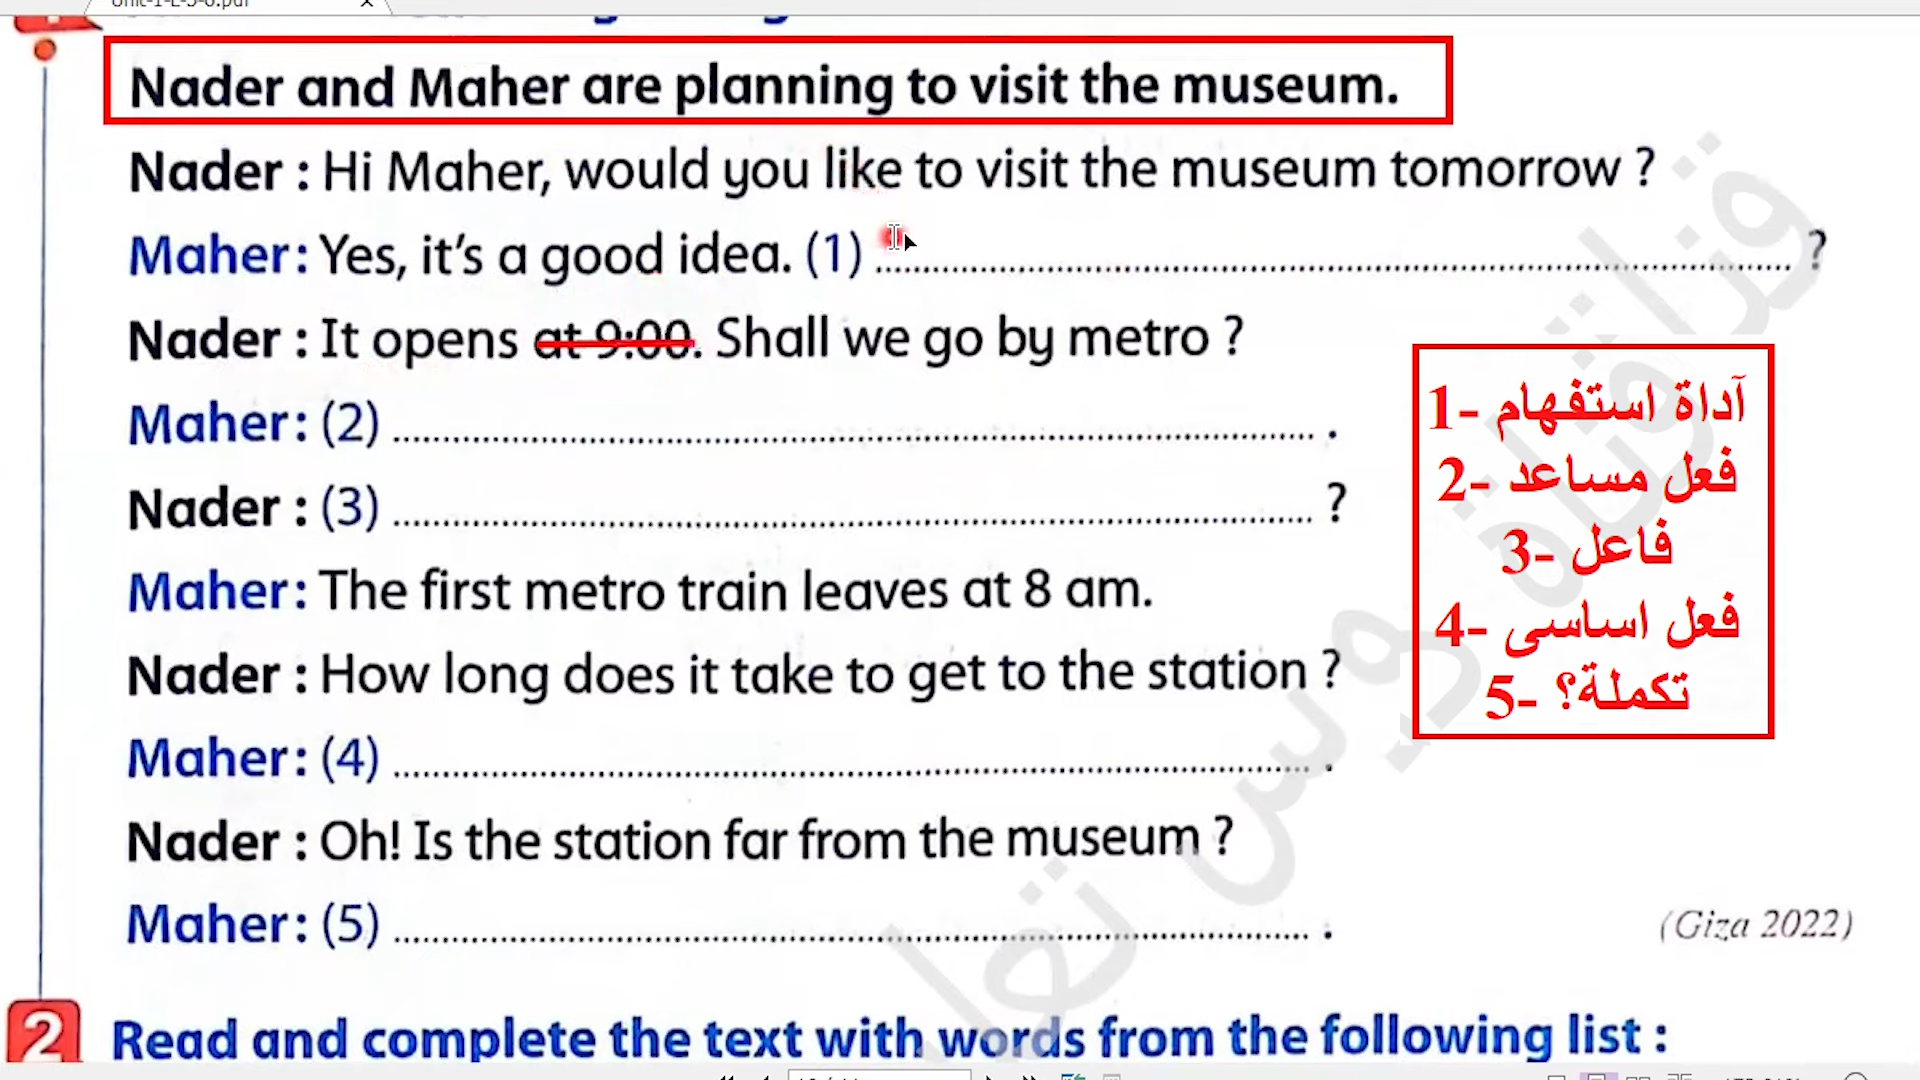 Unit-1-L-5-6.pdf
Nader and Maher are planning to visit the museum.
Nader : Hi Maher, would you like to visit the museum tomorrow ?
Maher : Yes, it's a good idea. (1) ........................ ?
Nader : It opens at 9:00. Shall we go by metro ?
Maher : (2) ........................ .
Nader : (3) ........................ ?
Maher : The first metro train leaves at 8 am.
Nader : How long does it take to get to the station ?
Maher : (4) ........................ .
Nader : Oh! Is the station far from the museum ?
Maher : (5) ........................ .
(Giza 2022)
1- آداة استفهام
2- فعل مساعد
3- فاعل
4- فعل اساسى
5- تكملة؟
2 Read and complete the text with words from the following list :